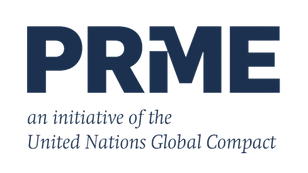 PRME
an initiative of the
United Nations Global Compact